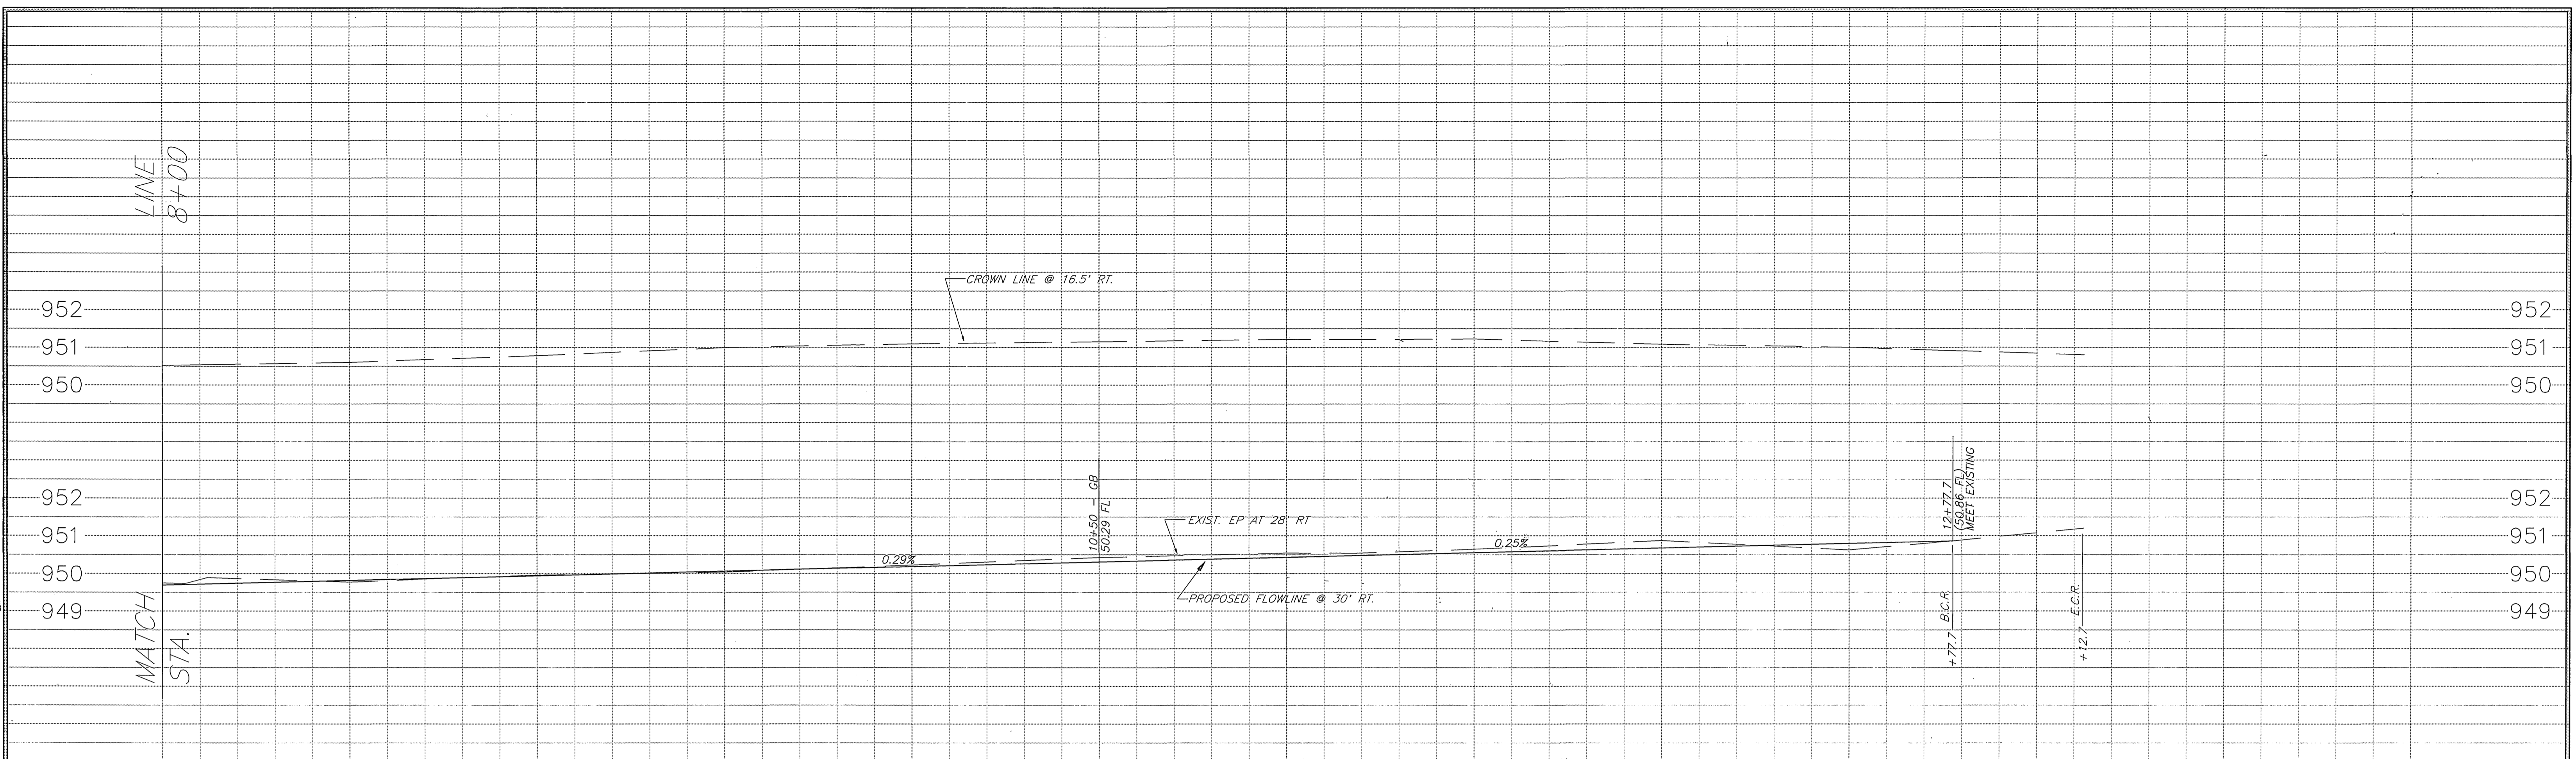 LINE
8+00
CROWN LINE @ 16.5' RT.
952
952
951
951
950
950
10+50 - GB
50.29 FL
12+77.7
(50.86 FL)
MEET EXISTING
952
952
EXIST. EP AT 28' RT
951
951
0.29%
0.25%
950
950
PROPOSED FLOWLINE @ 30' RT.
949
949
MATCH
STA.
+77.7 B.C.R.
+12.7 E.C.R.